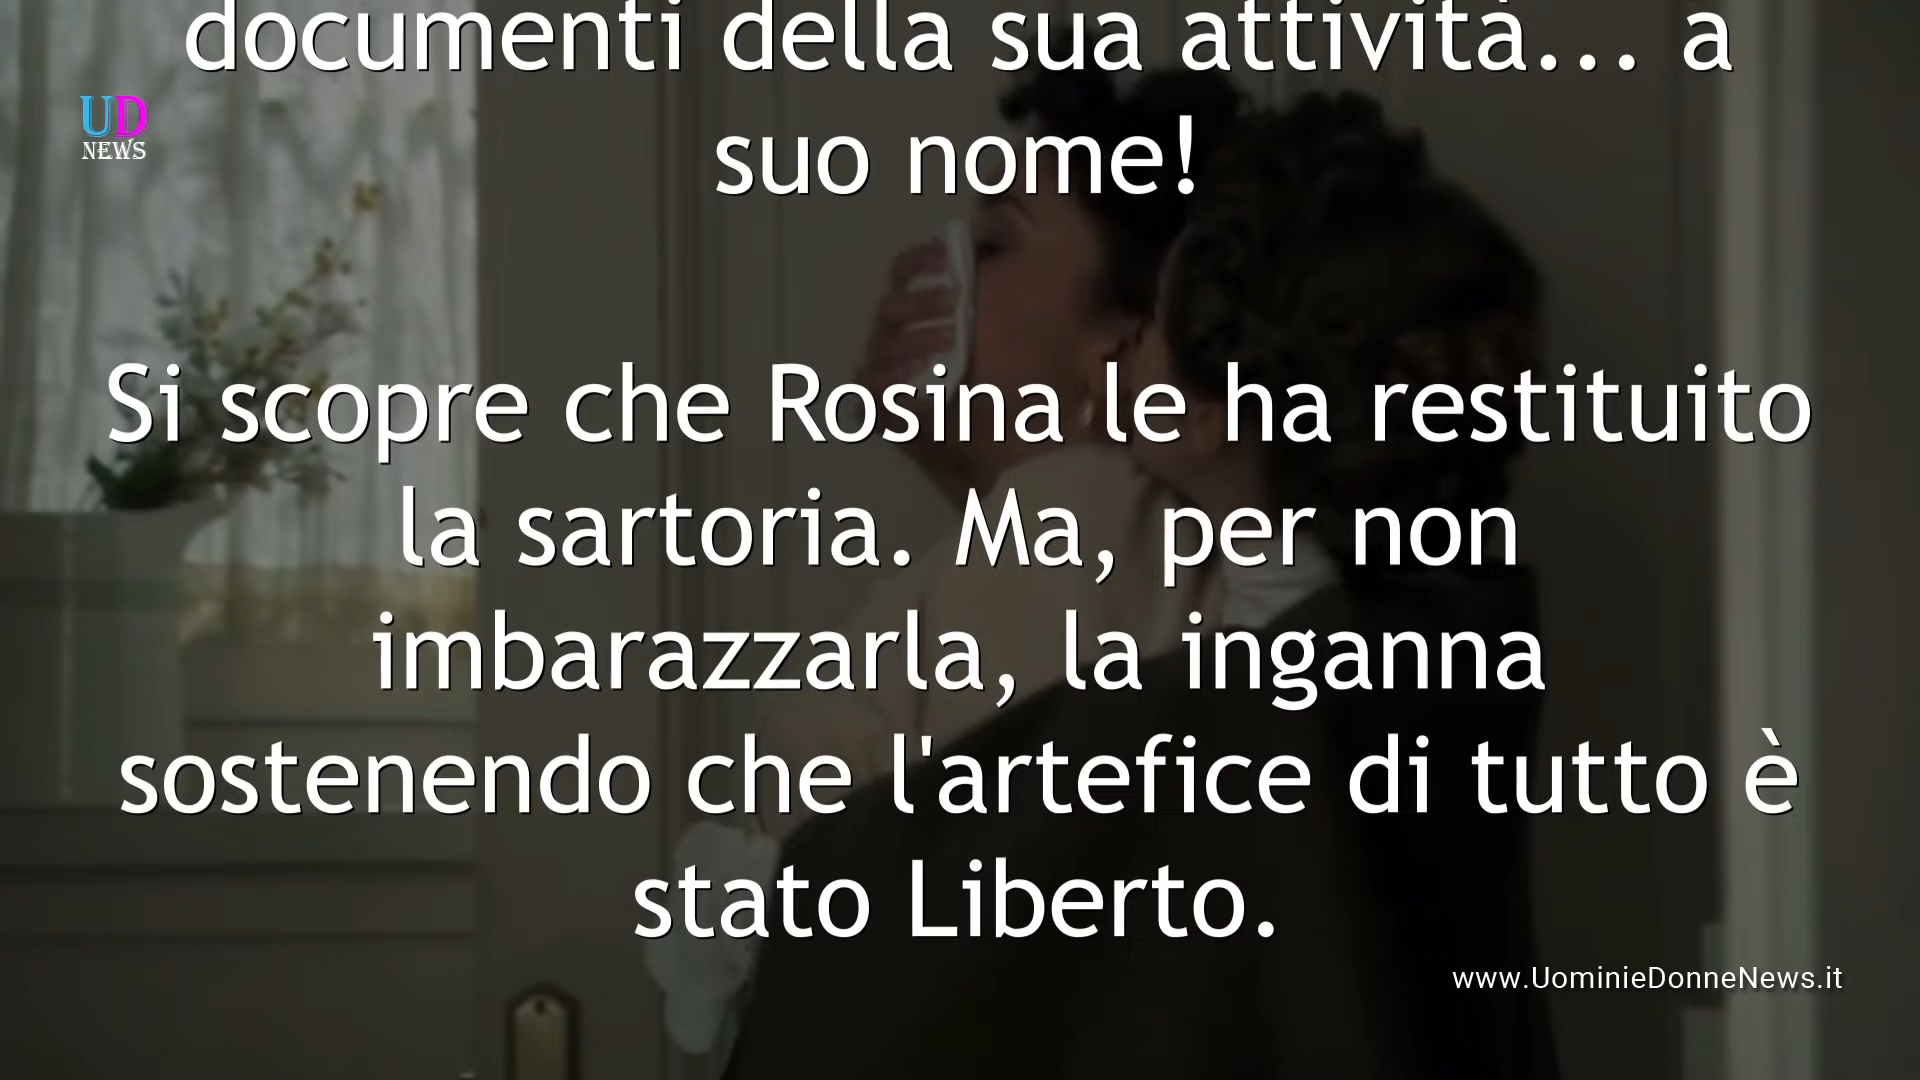 documenti della sua attività... a
suo nome!
UD
NEWS
Si scopre che Rosina le ha restituito
la sartoria. Ma, per non
imbarazzarla, la inganna
sostenendo che l'artefice di tutto è
stato Liberto.
www.UominieDonneNews.it